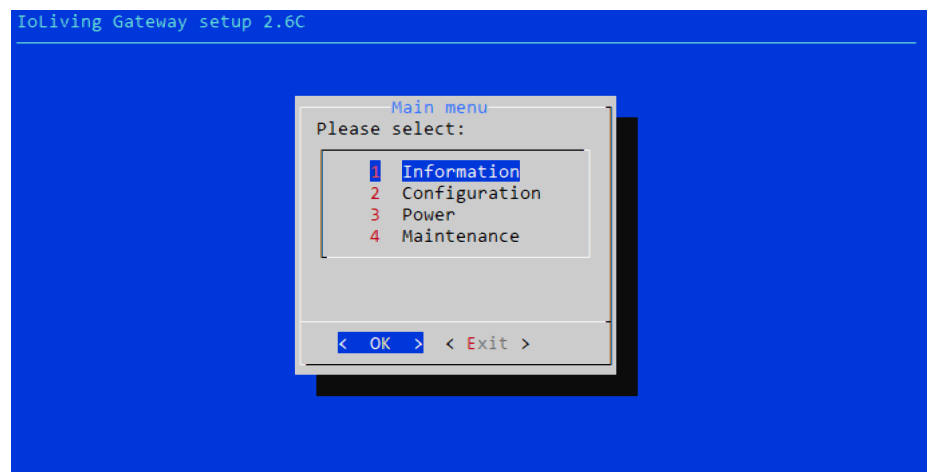 IoLiving Gateway setup 2.6C
Main menu
Please select:
1 Information
2 Configuration
3 Power
4 Maintenance
< OK > < Exit >